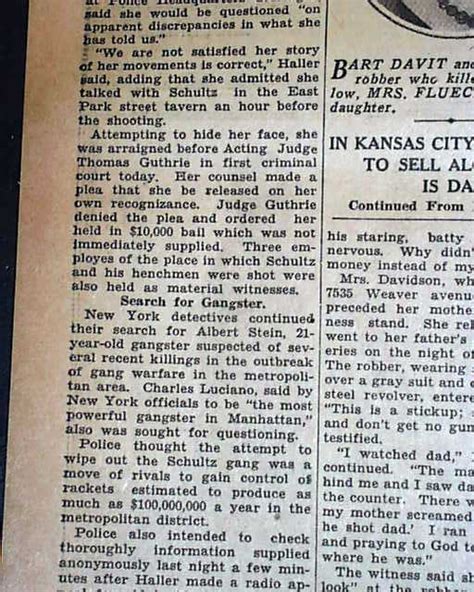 at Police Headquarters
said she would be questioned "on
apparent discrepancies in what she
has told us."
"We are not satisfied her story
of her movements is correct," Haller
said, adding that she admitted she
talked with Schultz in the East
Park street tavern an hour before
the shooting.
Attempting to hide her face, she
was arraigned before Acting Judge
Thomas Guthrie in first criminal
court today. Her counsel made a
plea that she be released on her
own recognizance. Judge Guthrie
denied the plea and ordered her
held in $10,000 bail which was not
immediately supplied. Three em-
ployes of the place in which Schultz
and his henchmen were shot were
also held as material witnesses.
Search for Gangster.
New York detectives continued
their search for Albert Stein, 21-
year-old gangster suspected of sev-
eral recent killings in the outbreak
of gang warfare in the metropoli-
tan area. Charles Luciano, said by
New York officials to be "the most
powerful gangster in Manhattan,"
also was sought for questioning.
Police thought the attempt to
wipe out the Schultz gang was a
move of rivals to gain control of
rackets estimated to produce as
much as $100,000,000 a year in the
metropolitan district.
Police also intended to check
thoroughly information supplied
anonymously last night a few min-
utes after Haller made a radio ap-
BART DAVIT and
robber who kille
low, MRS. FLUEC
daughter.
IN KANSAS CITY
TO SELL AL
IS DA
Continued From
his staring, batty
nervous. Why didn'
money instead of my
Mrs. Davidson, wh
7535 Weaver avenu
preceded her mother
ness stand. She rel
went to her father's
eries on the night of
The robber, wearing
over a gray suit and
steel revolver, entere
"This is a stickup;
and don't get no gun
testified.
"I watched dad,"
continued. "The ma
hind me and I saw da
the counter. There w
my mother screamed
he shot dad.' I ran
and praying to God t
where he was."
The witness said sh
look" at the robber